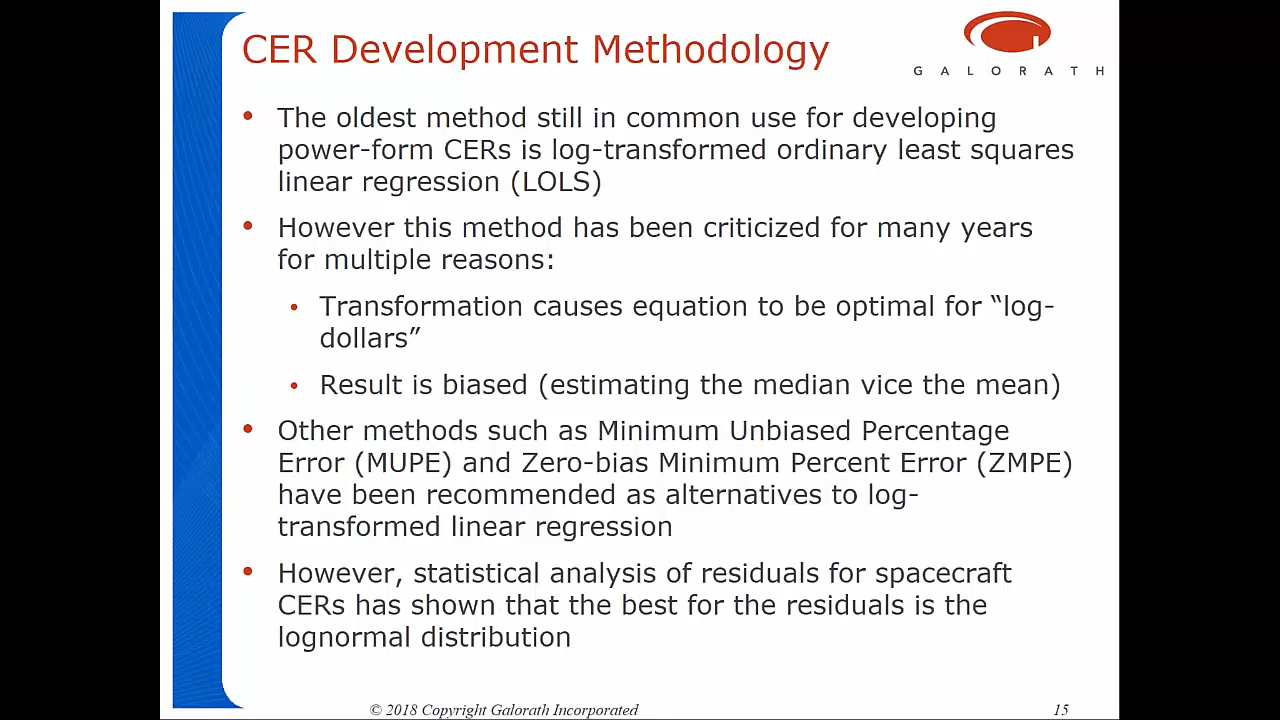 CER Development Methodology
GALORATH
• The oldest method still in common use for developing
power-form CERs is log-transformed ordinary least squares
linear regression (LOLS)
• However this method has been criticized for many years
for multiple reasons:
• Transformation causes equation to be optimal for “log-
dollars”
• Result is biased (estimating the median vice the mean)
• Other methods such as Minimum Unbiased Percentage
Error (MUPE) and Zero-bias Minimum Percent Error (ZMPE)
have been recommended as alternatives to log-
transformed linear regression
• However, statistical analysis of residuals for spacecraft
CERs has shown that the best for the residuals is the
lognormal distribution
© 2018 Copyright Galorath Incorporated
15